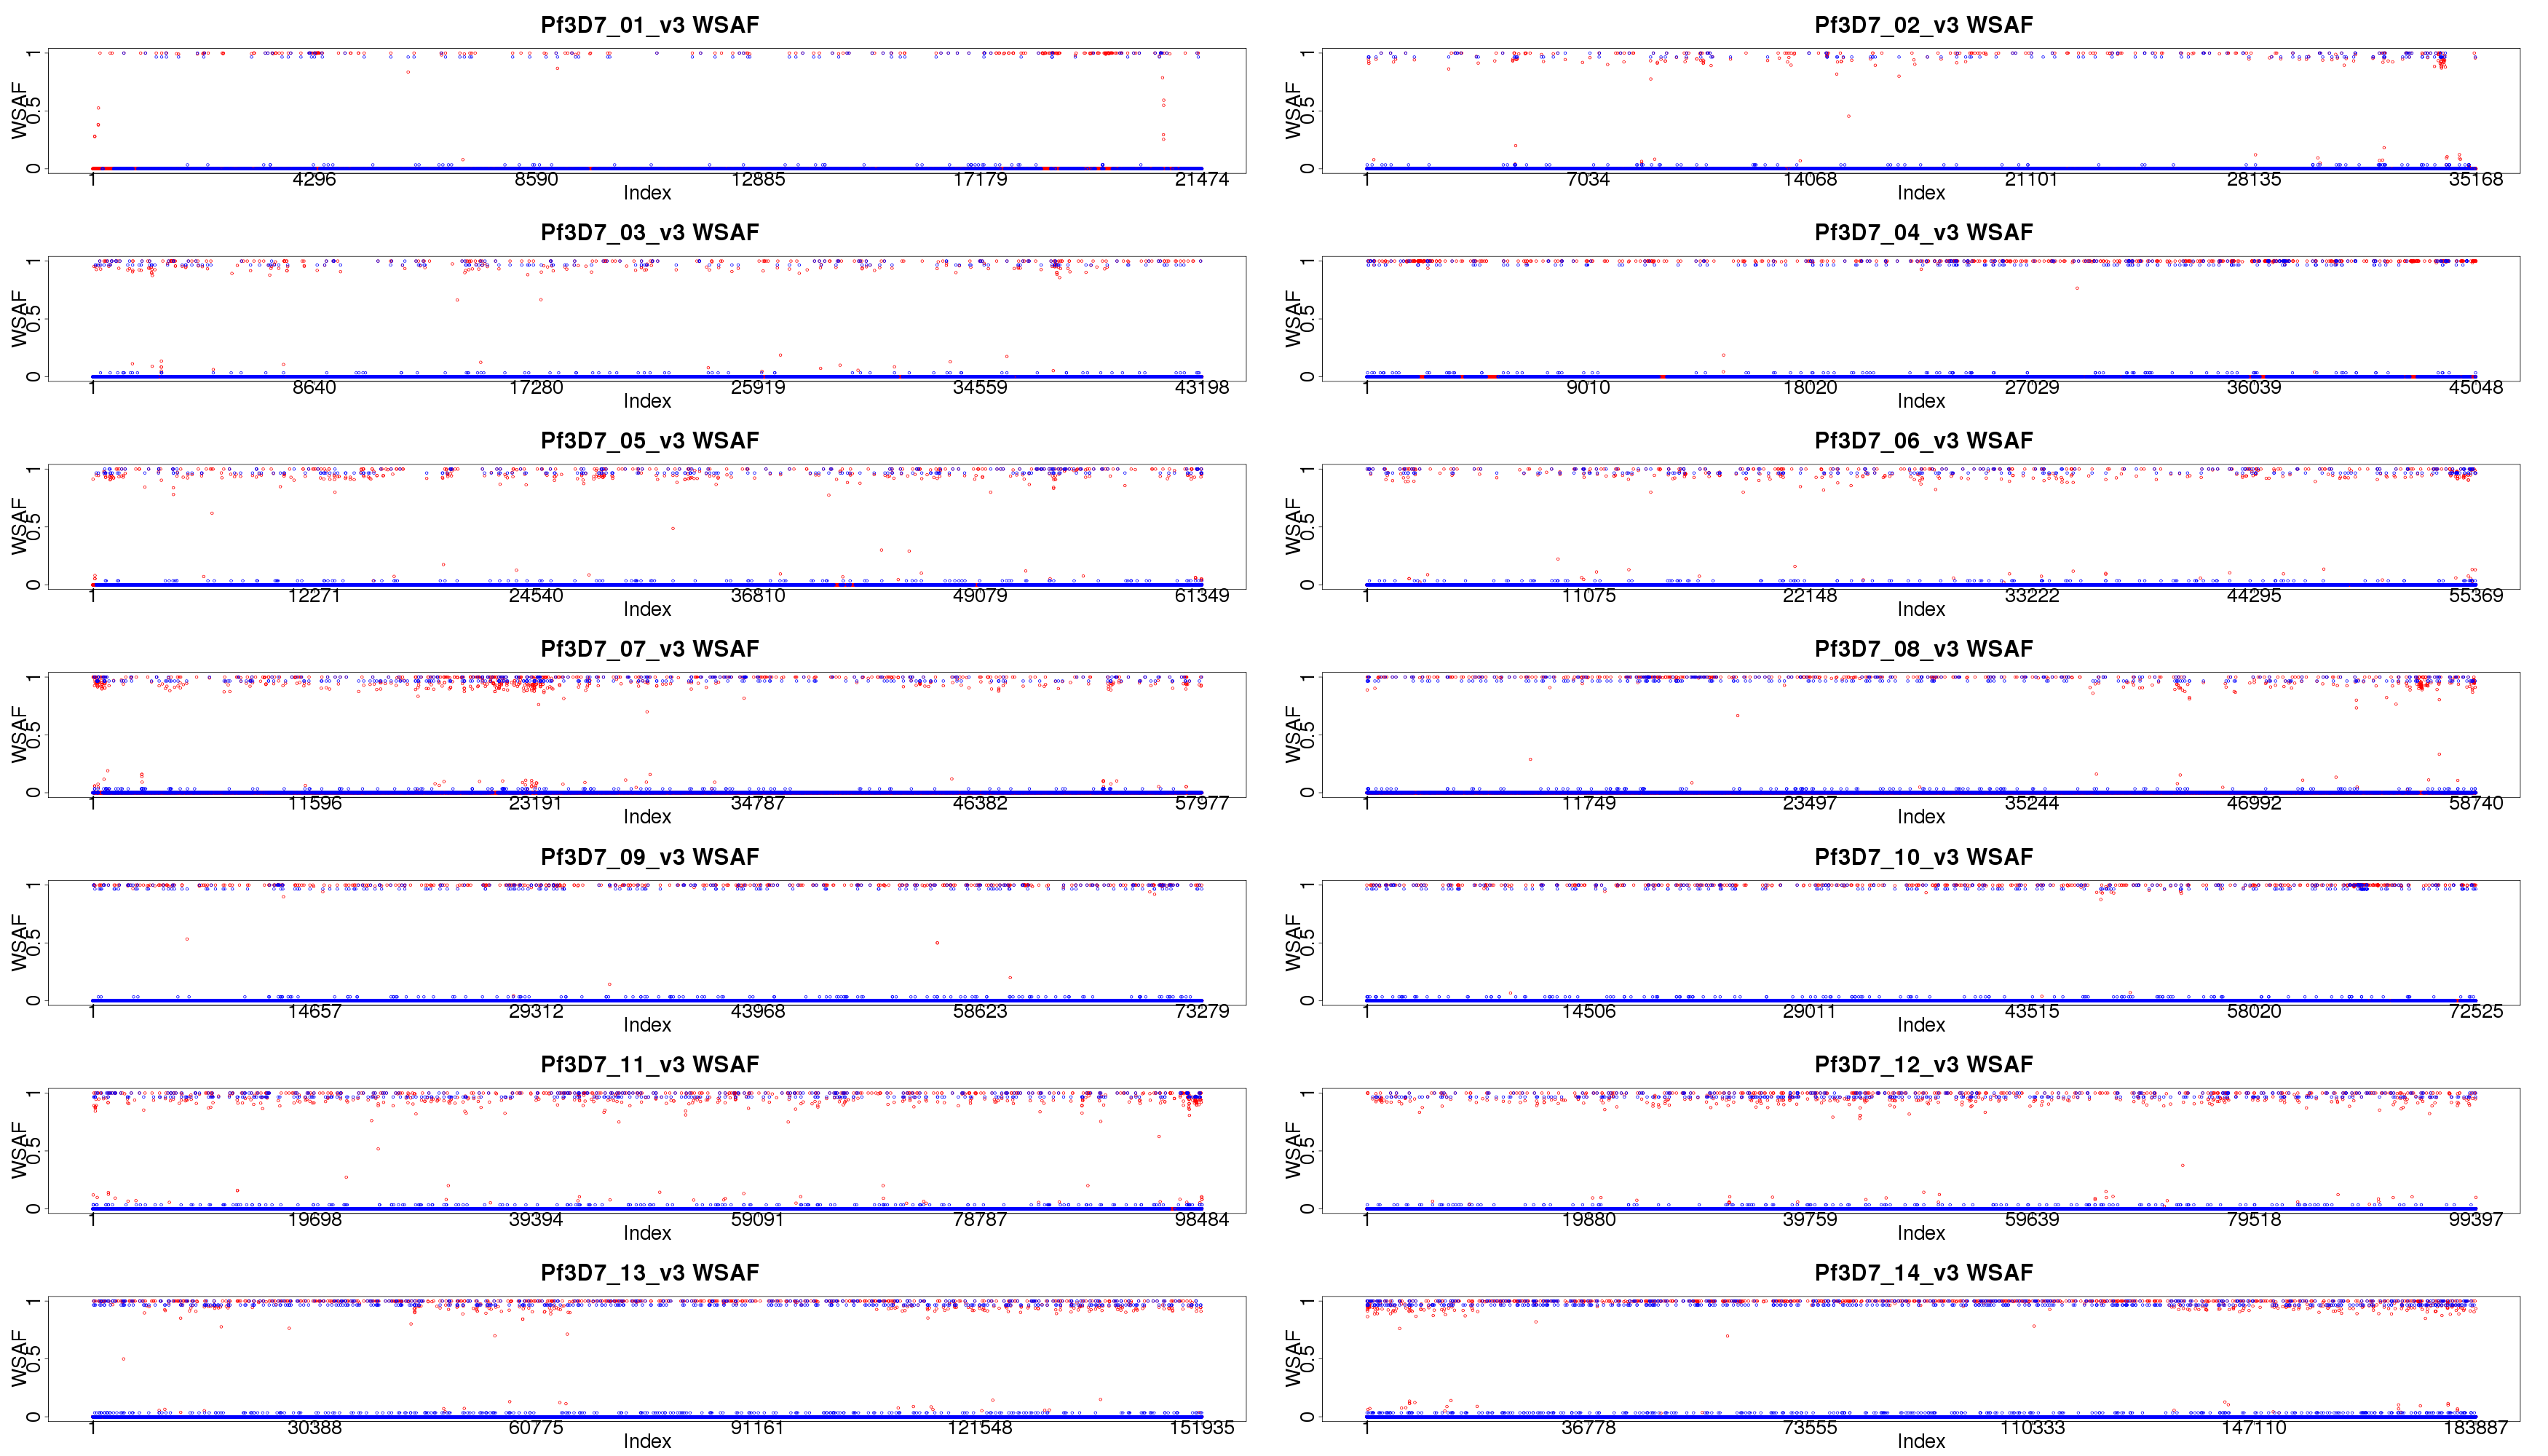 Pf3D7_01_v3 WSAF
WSAF
0 0.5 1
1 4296 8590 12885 17179 21474
Index
Pf3D7_02_v3 WSAF
WSAF
0 0.5 1
1 7034 14068 21101 28135 35168
Index
Pf3D7_03_v3 WSAF
WSAF
0 0.5 1
1 8640 17280 25919 34559 43198
Index
Pf3D7_04_v3 WSAF
WSAF
0 0.5 1
1 9010 18020 27029 36039 45048
Index
Pf3D7_05_v3 WSAF
WSAF
0 0.5 1
1 12271 24540 36810 49079 61349
Index
Pf3D7_06_v3 WSAF
WSAF
0 0.5 1
1 11075 22148 33222 44295 55369
Index
Pf3D7_07_v3 WSAF
WSAF
0 0.5 1
1 11596 23191 34787 46382 57977
Index
Pf3D7_08_v3 WSAF
WSAF
0 0.5 1
1 11749 23497 35244 46992 58740
Index
Pf3D7_09_v3 WSAF
WSAF
0 0.5 1
1 14657 29312 43968 58623 73279
Index
Pf3D7_10_v3 WSAF
WSAF
0 0.5 1
1 14506 29011 43515 58020 72525
Index
Pf3D7_11_v3 WSAF
WSAF
0 0.5 1
1 19698 39394 59091 78787 98484
Index
Pf3D7_12_v3 WSAF
WSAF
0 0.5 1
1 19880 39759 59639 79518 99397
Index
Pf3D7_13_v3 WSAF
WSAF
0 0.5 1
1 30388 60775 91161 121548 151935
Index
Pf3D7_14_v3 WSAF
WSAF
0 0.5 1
1 36778 73555 110333 147110 183887
Index